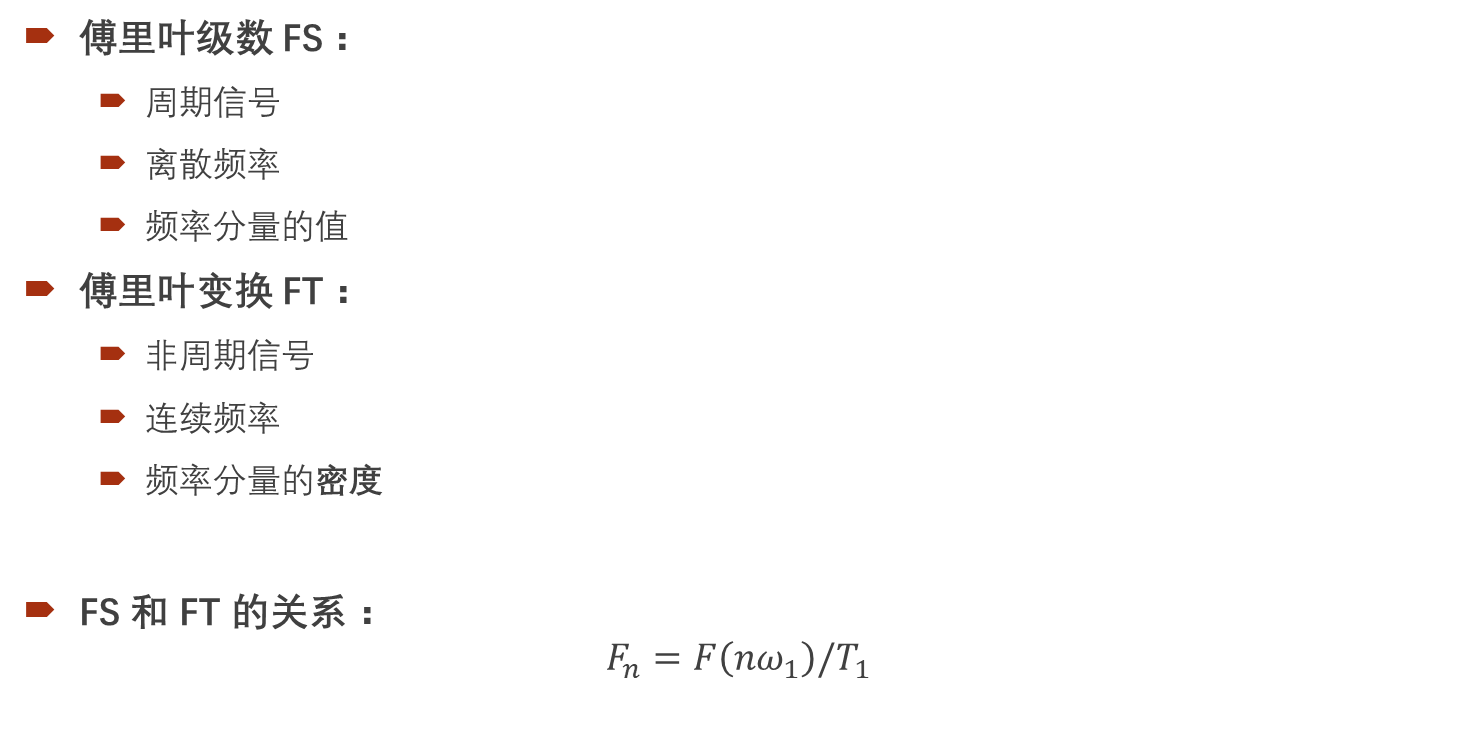 傅里叶级数 FS：
周期信号
离散频率
频率分量的值
傅里叶变换 FT：
非周期信号
连续频率
频率分量的密度
FS 和 FT 的关系：
𝐹ₙ = 𝐹(𝑛𝜔₁)/𝑇₁